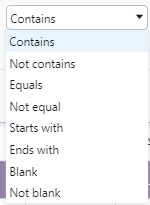 Contains
Contains
Not contains
Equals
Not equal
Starts with
Ends with
Blank
Not blank